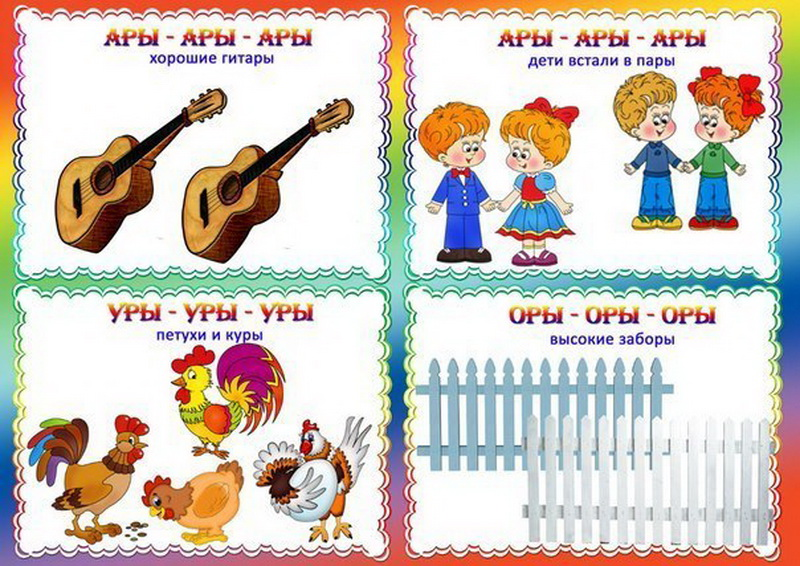 АРЫ - АРЫ - АРЫ
хорошие гитары
АРЫ - АРЫ - АРЫ
дети встали в пары
УРЫ - УРЫ - УРЫ
петухи и куры
ОРЫ - ОРЫ - ОРЫ
высокие заборы